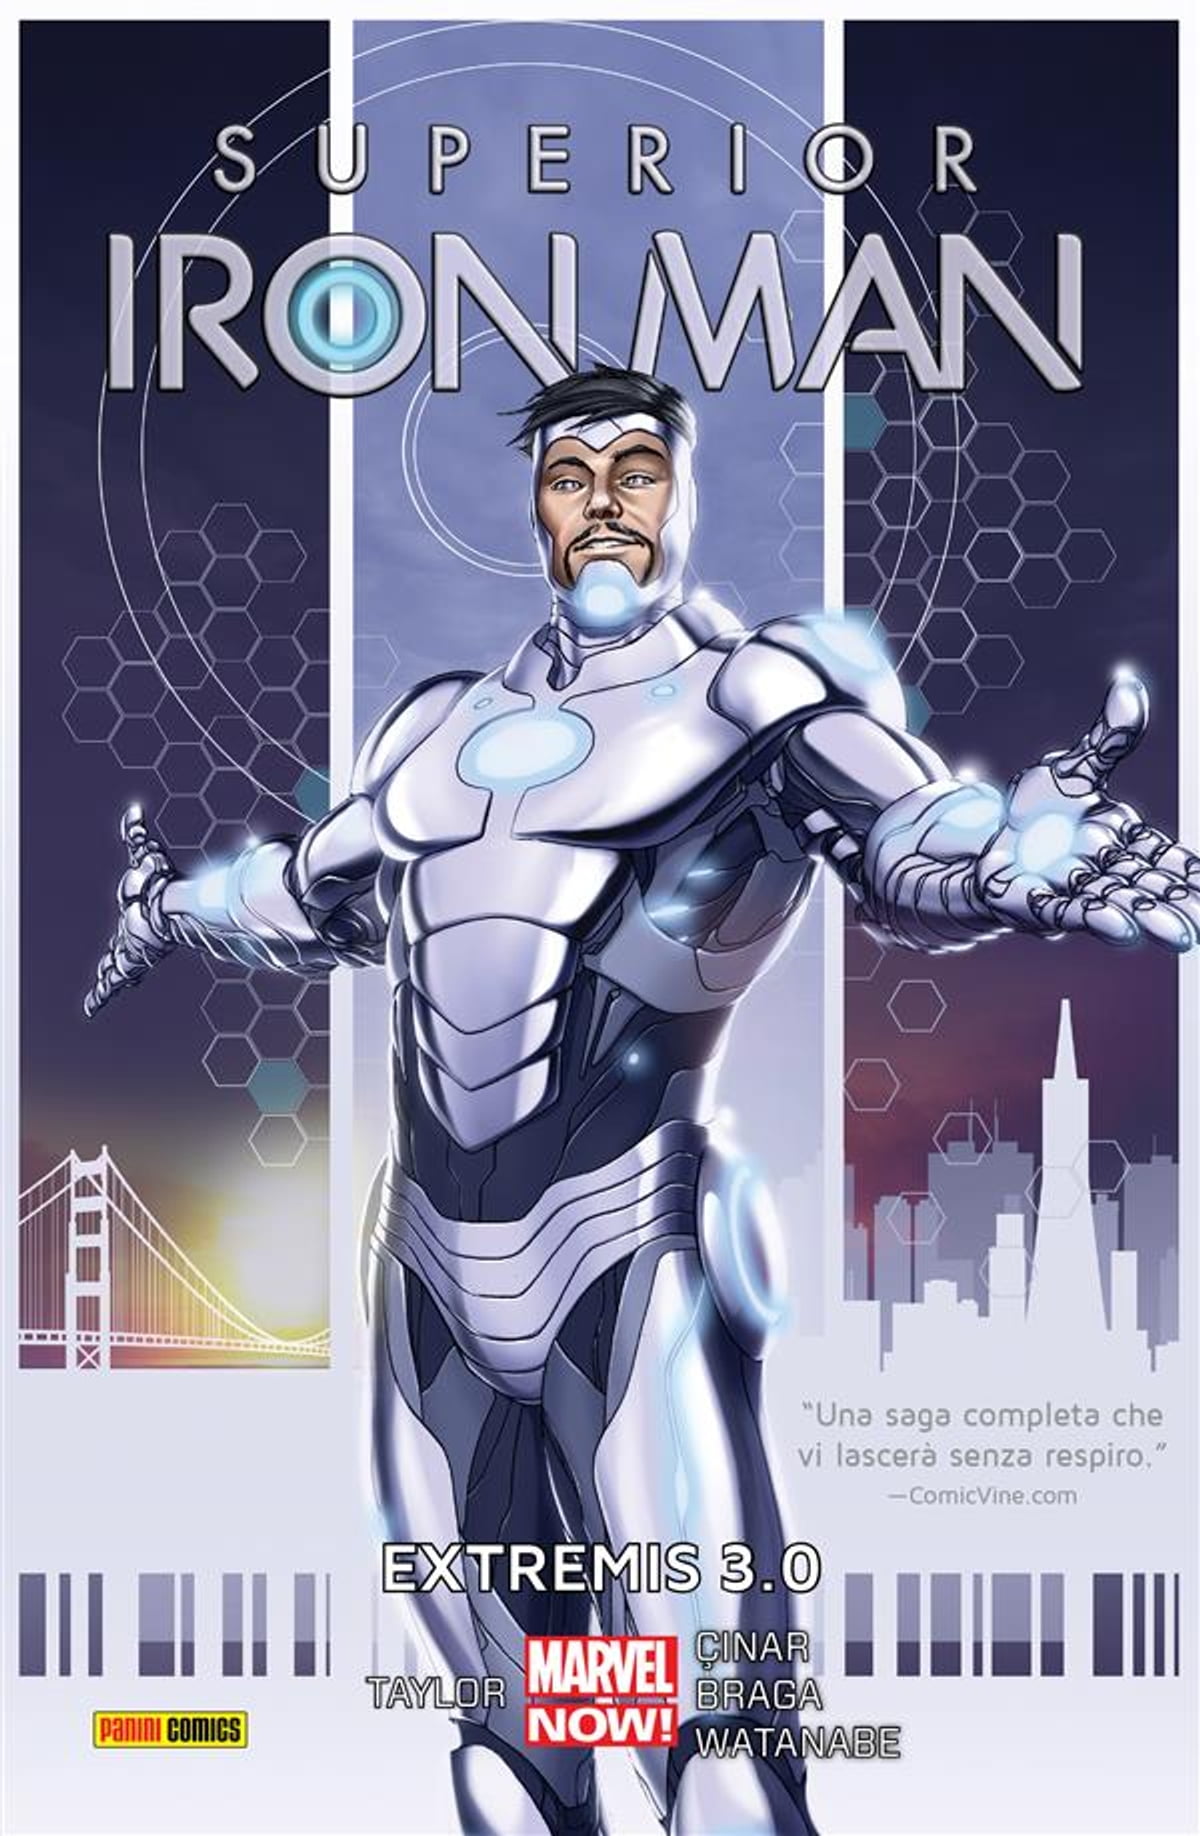 SUPERIOR
IRON MAN
“Una saga completa che
vi lascerà senza respiro.”
—ComicVine.com
EXTREMIS 3.0
TAYLOR
MARVEL
NOW!
ÇINAR
BRAGA
WATANABE
PANINI COMICS